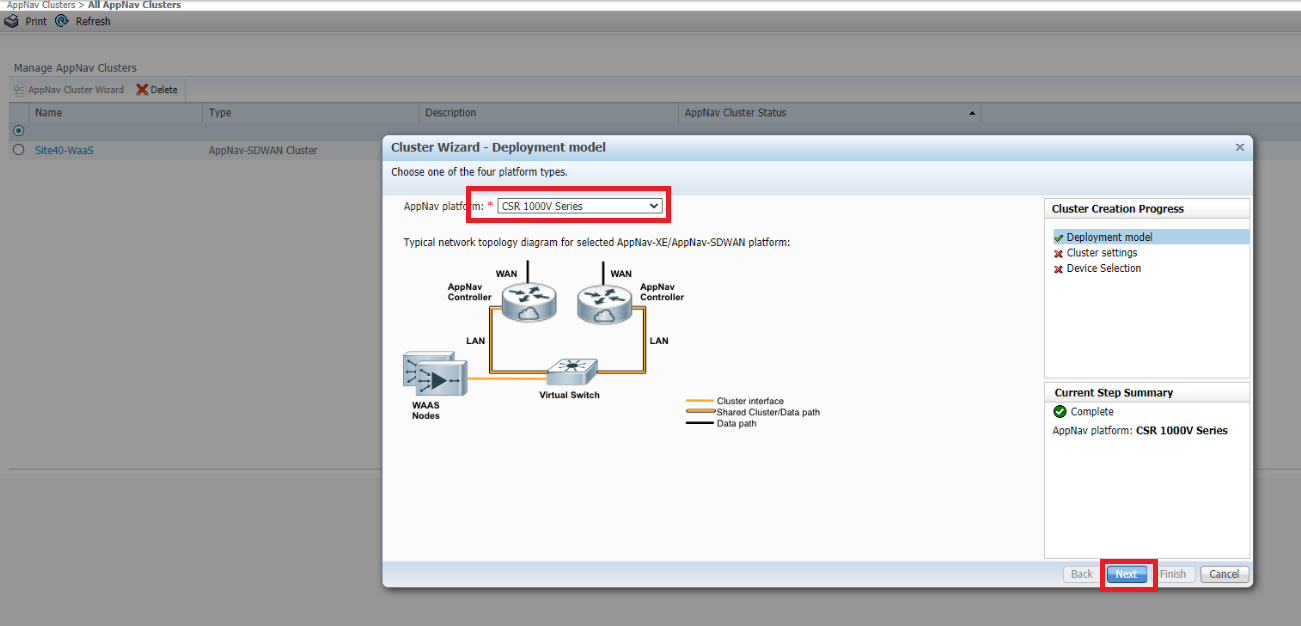 AppNav Clusters > All AppNav Clusters
Print Refresh
Manage AppNav Clusters
AppNav Cluster Wizard Delete
Name Type Description AppNav Cluster Status
Site40-WaaS AppNav-SDWAN Cluster
Cluster Wizard - Deployment model
Choose one of the four platform types.
AppNav platform: * CSR 1000V Series
Typical network topology diagram for selected AppNav-XE/AppNav-SDWAN platform:
WAN WAN
AppNav
Controller
AppNav
Controller
LAN LAN
WAAS
Nodes
Virtual Switch
Cluster interface
Shared Cluster/Data path
Data path
Cluster Creation Progress
Deployment model
Cluster settings
Device Selection
Current Step Summary
Complete
AppNav platform: CSR 1000V Series
Back Next Finish Cancel